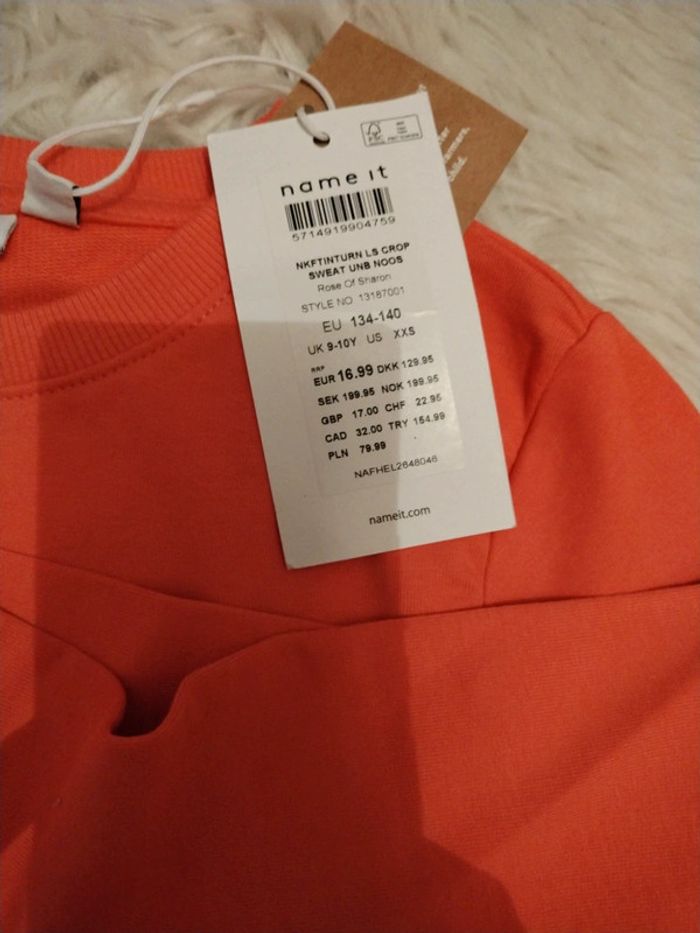 FSC
name it
5714919904759
NKFTINTURN LS CROP
SWEAT UNB NOOS
Rose Of Sharon
STYLE NO 13187001
EU 134-140
UK 9-10Y US XXS
RRP
EUR 16.99 DKK 129.95
SEK 199.95 NOK 199.95
GBP 17.00 CHF 22.95
CAD 32.00 TRY 154.99
PLN 79.99
NAFHEL2648046
nameit.com